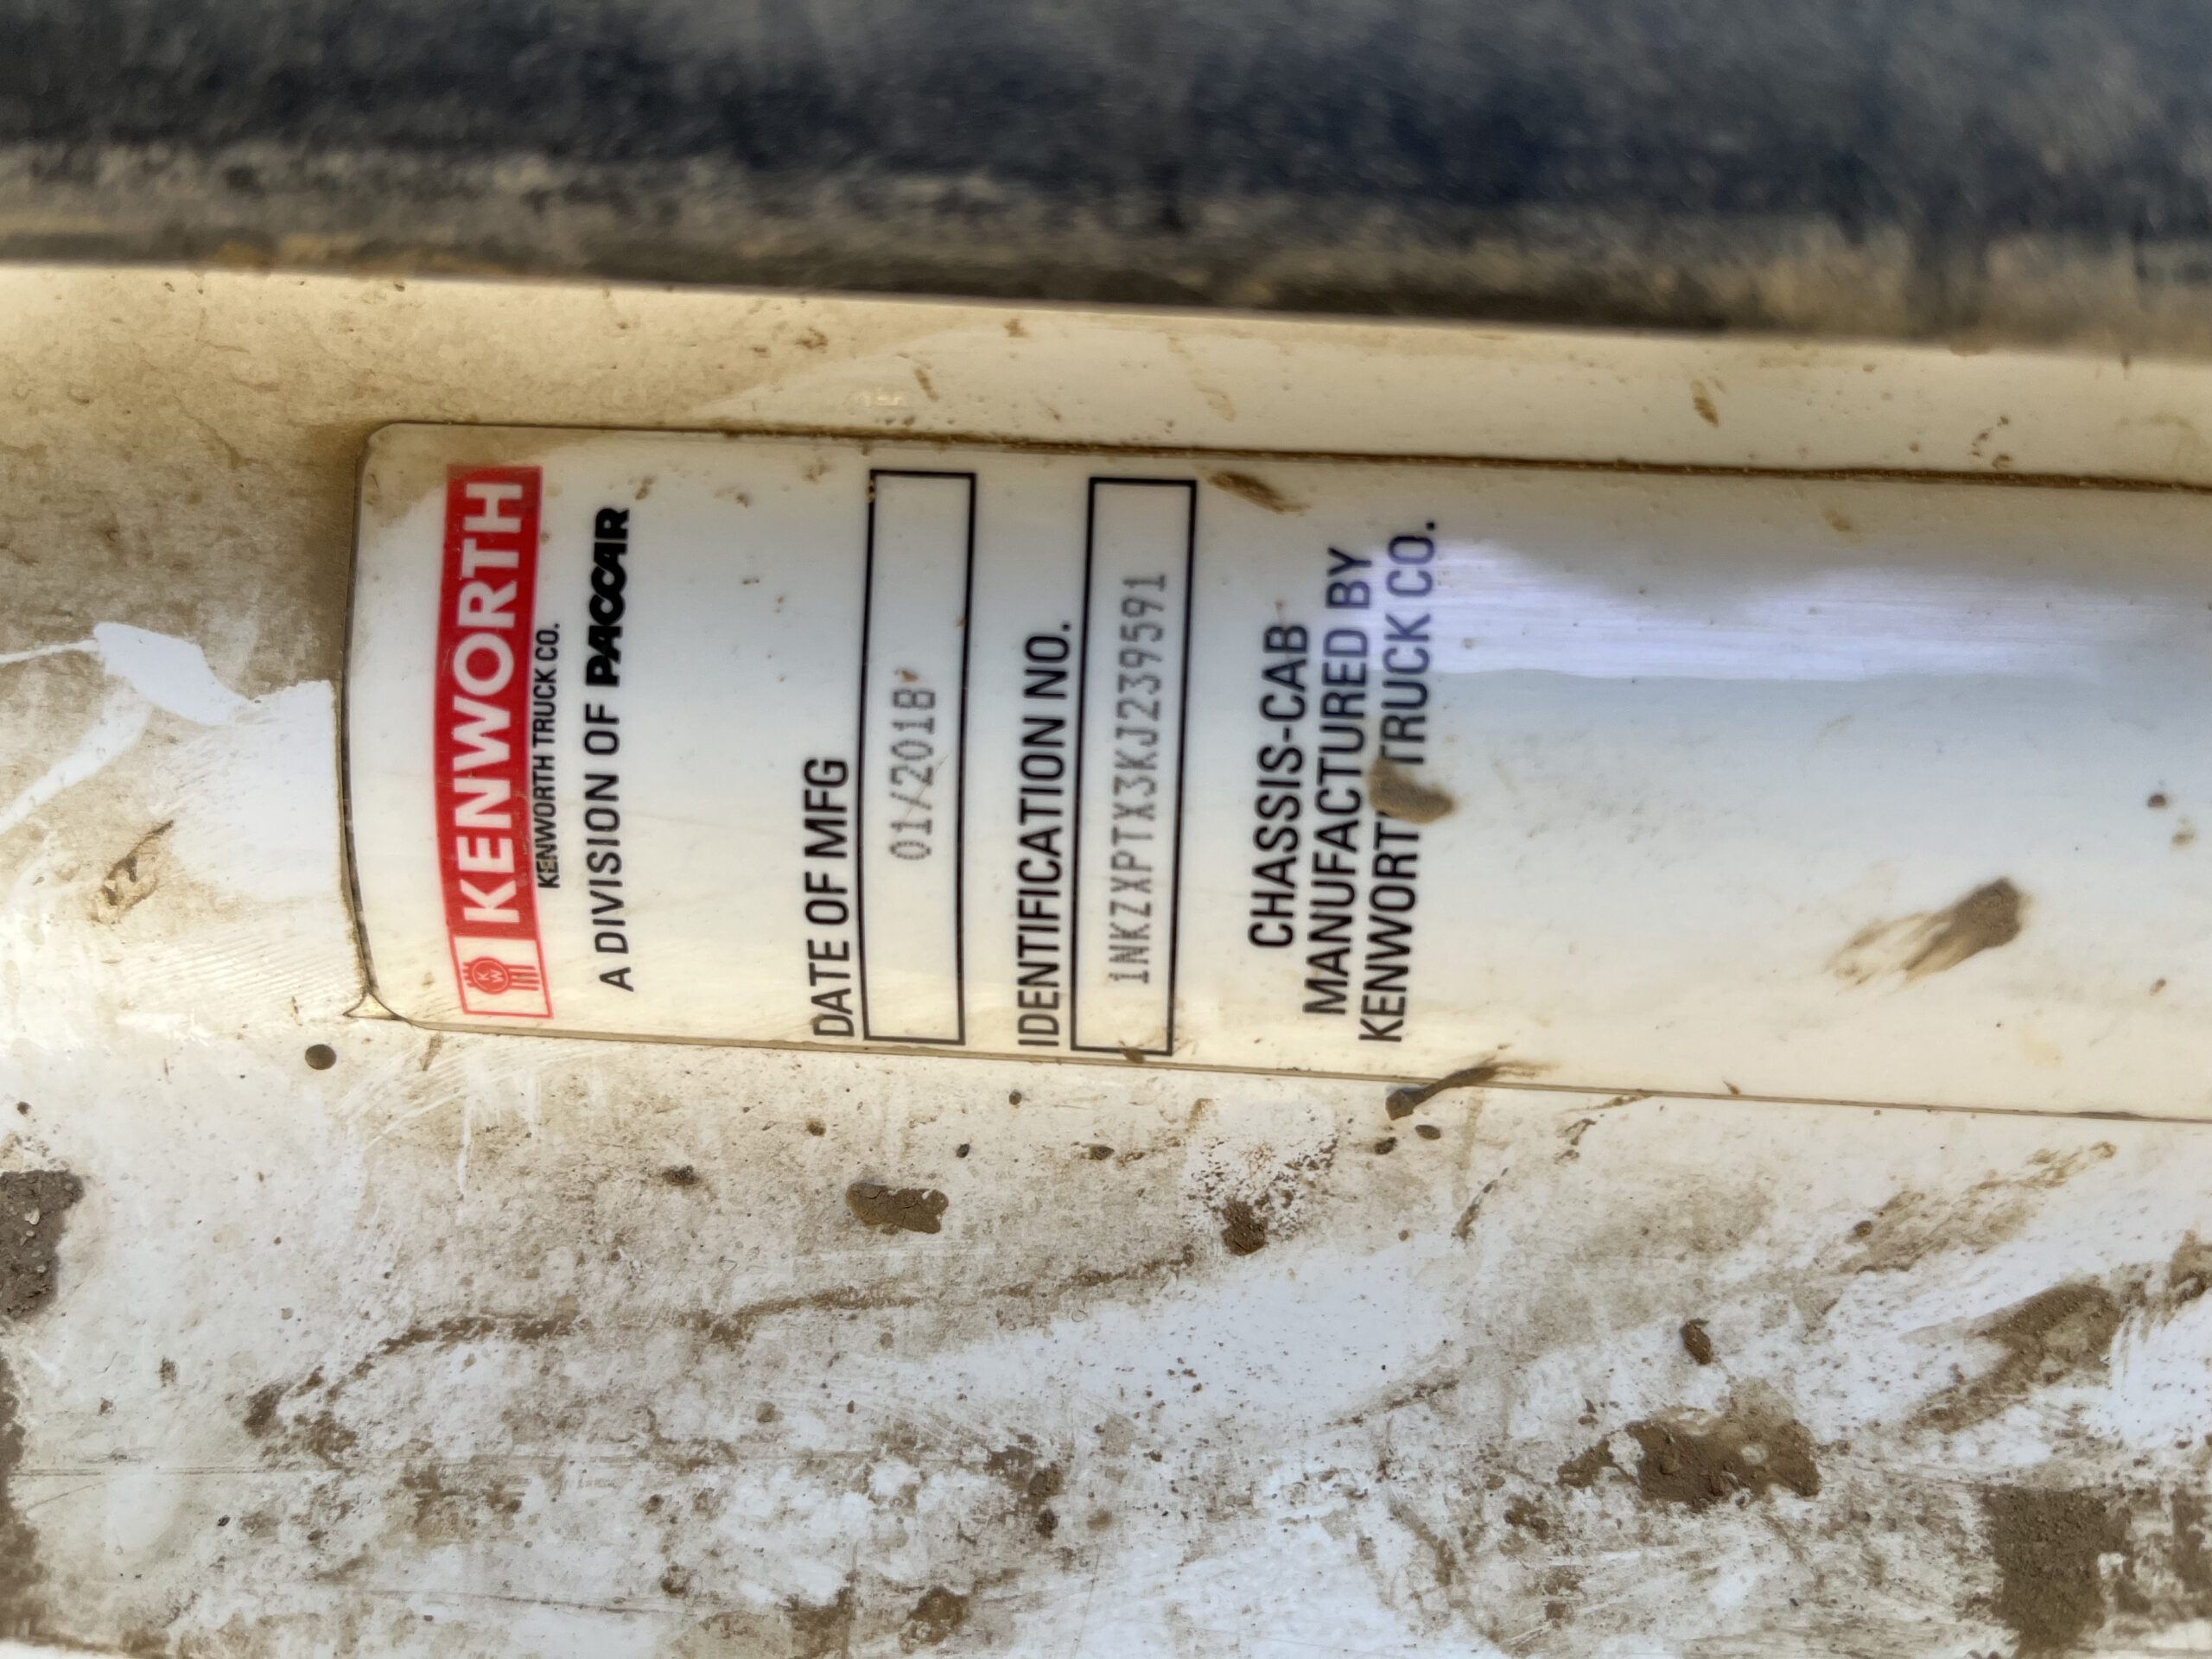 KENWORTH
KENWORTH TRUCK CO.
A DIVISION OF PACCAR
DATE OF MFG
01/2018
IDENTIFICATION NO.
1NKZXPTX3KJ239591
CHASSIS-CAB
MANUFACTURED BY
KENWORTH TRUCK CO.